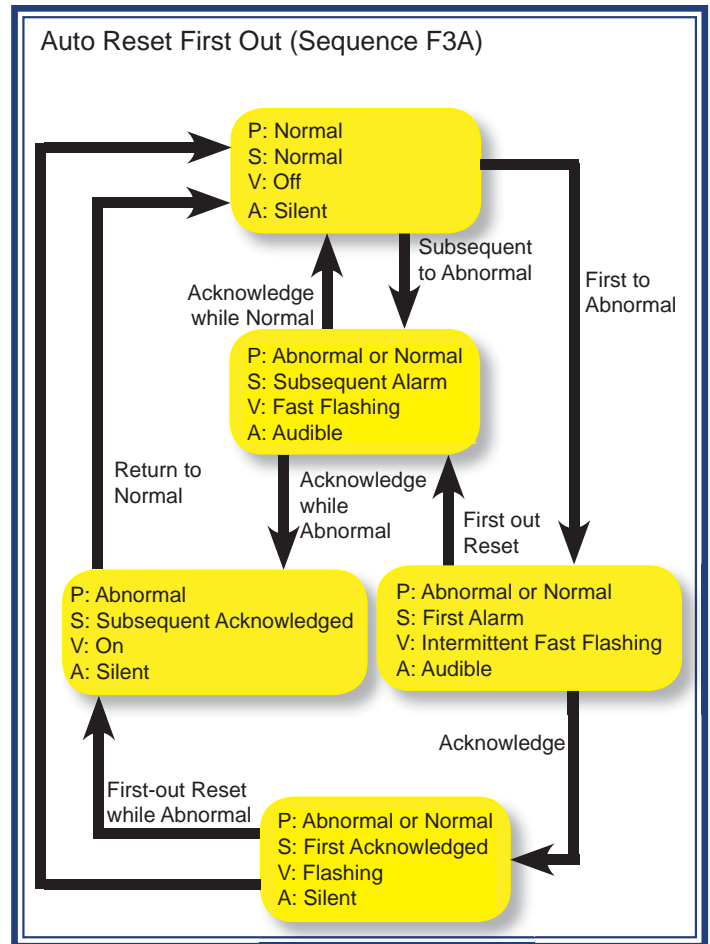 Auto Reset First Out (Sequence F3A)
P: Normal
S: Normal
V: Off
A: Silent
Subsequent
to Abnormal
First to
Abnormal
Acknowledge
while Normal
P: Abnormal or Normal
S: Subsequent Alarm
V: Fast Flashing
A: Audible
Return to
Normal
Acknowledge
while
Abnormal
First out
Reset
P: Abnormal
S: Subsequent Acknowledged
V: On
A: Silent
P: Abnormal or Normal
S: First Alarm
V: Intermittent Fast Flashing
A: Audible
Acknowledge
First-out Reset
while Abnormal
P: Abnormal or Normal
S: First Acknowledged
V: Flashing
A: Silent